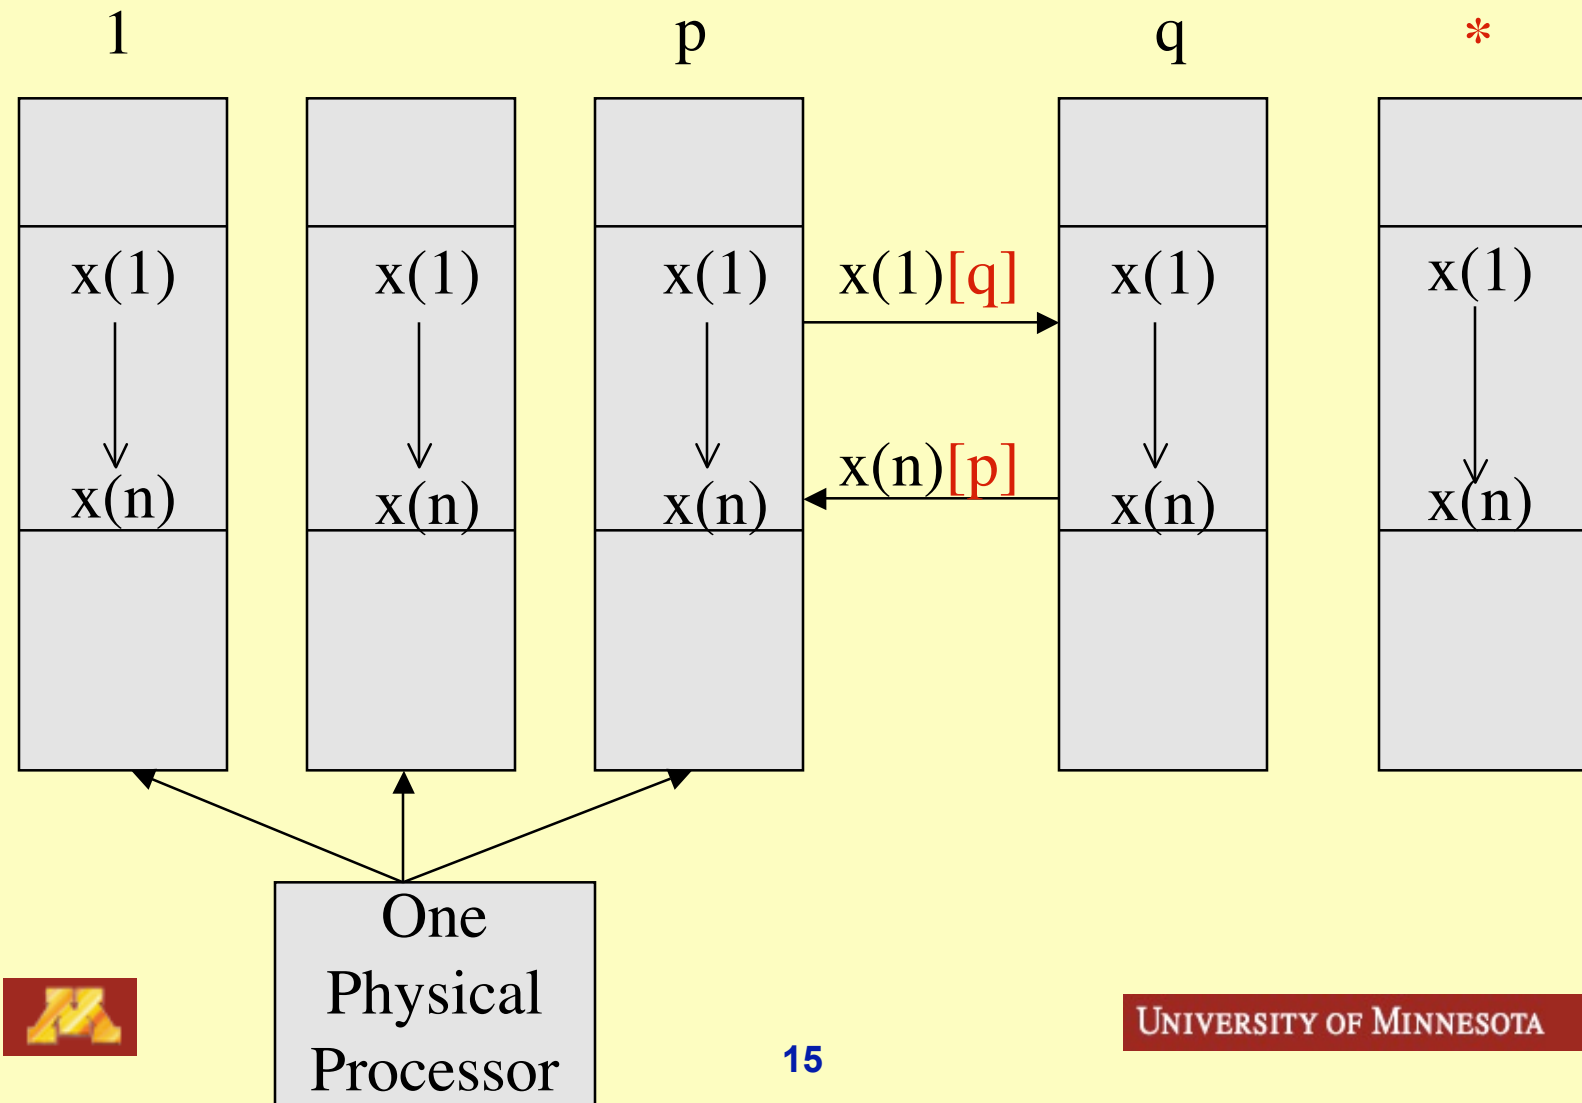 1 p q *
x(1) x(1) x(1) x(1)[q] x(1) x(1)
x(n) x(n) x(n) x(n)[p] x(n) x(n)
One
Physical
Processor
15
UNIVERSITY OF MINNESOTA